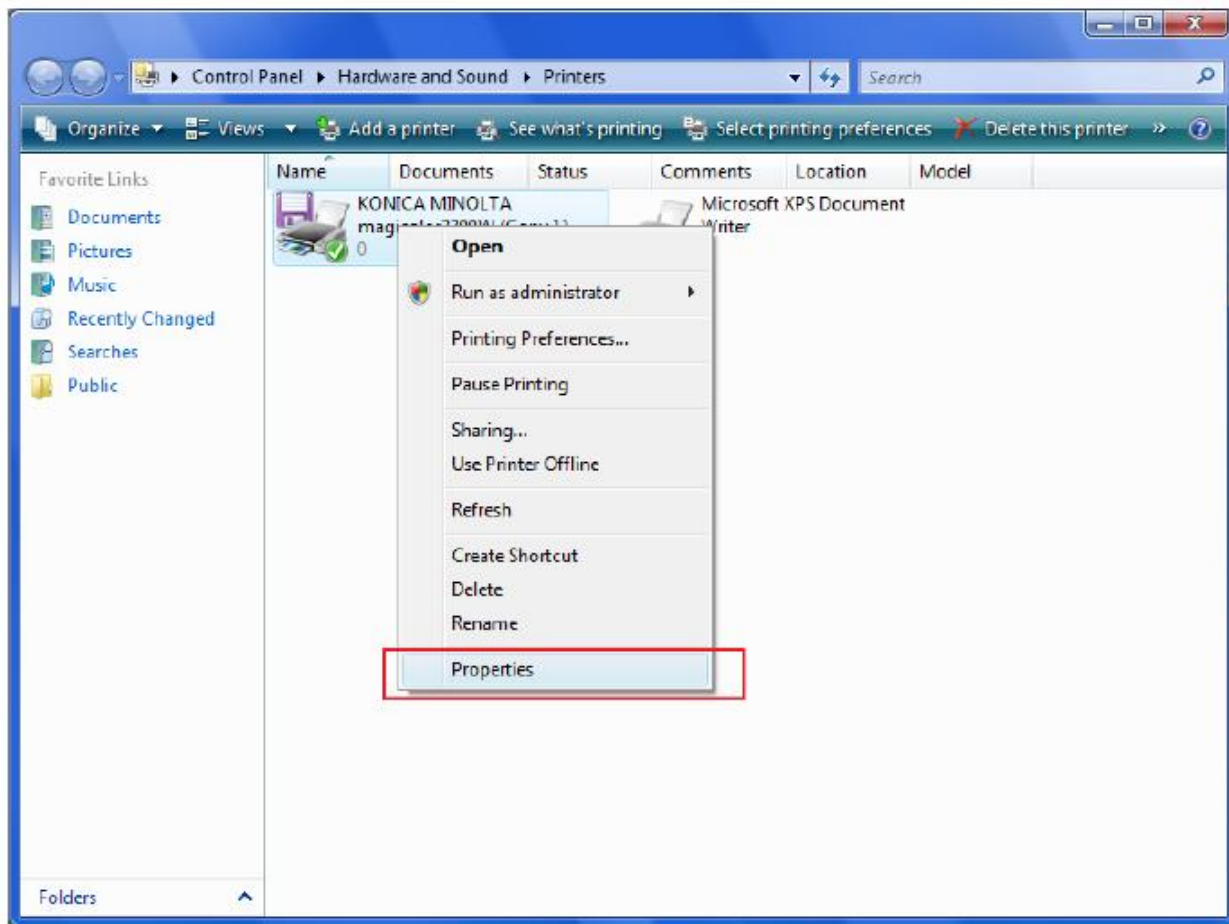 Control Panel Hardware and Sound Printers
Search
Organize Views Add a printer See what's printing Select printing preferences Delete this printer »
Favorite Links
Documents
Pictures
Music
Recently Changed
Searches
Public
Folders
Name Documents Status Comments Location Model
KONICA MINOLTA
0
Microsoft XPS Document
Writer
Open
Run as administrator
Printing Preferences...
Pause Printing
Sharing...
Use Printer Offline
Refresh
Create Shortcut
Delete
Rename
Properties